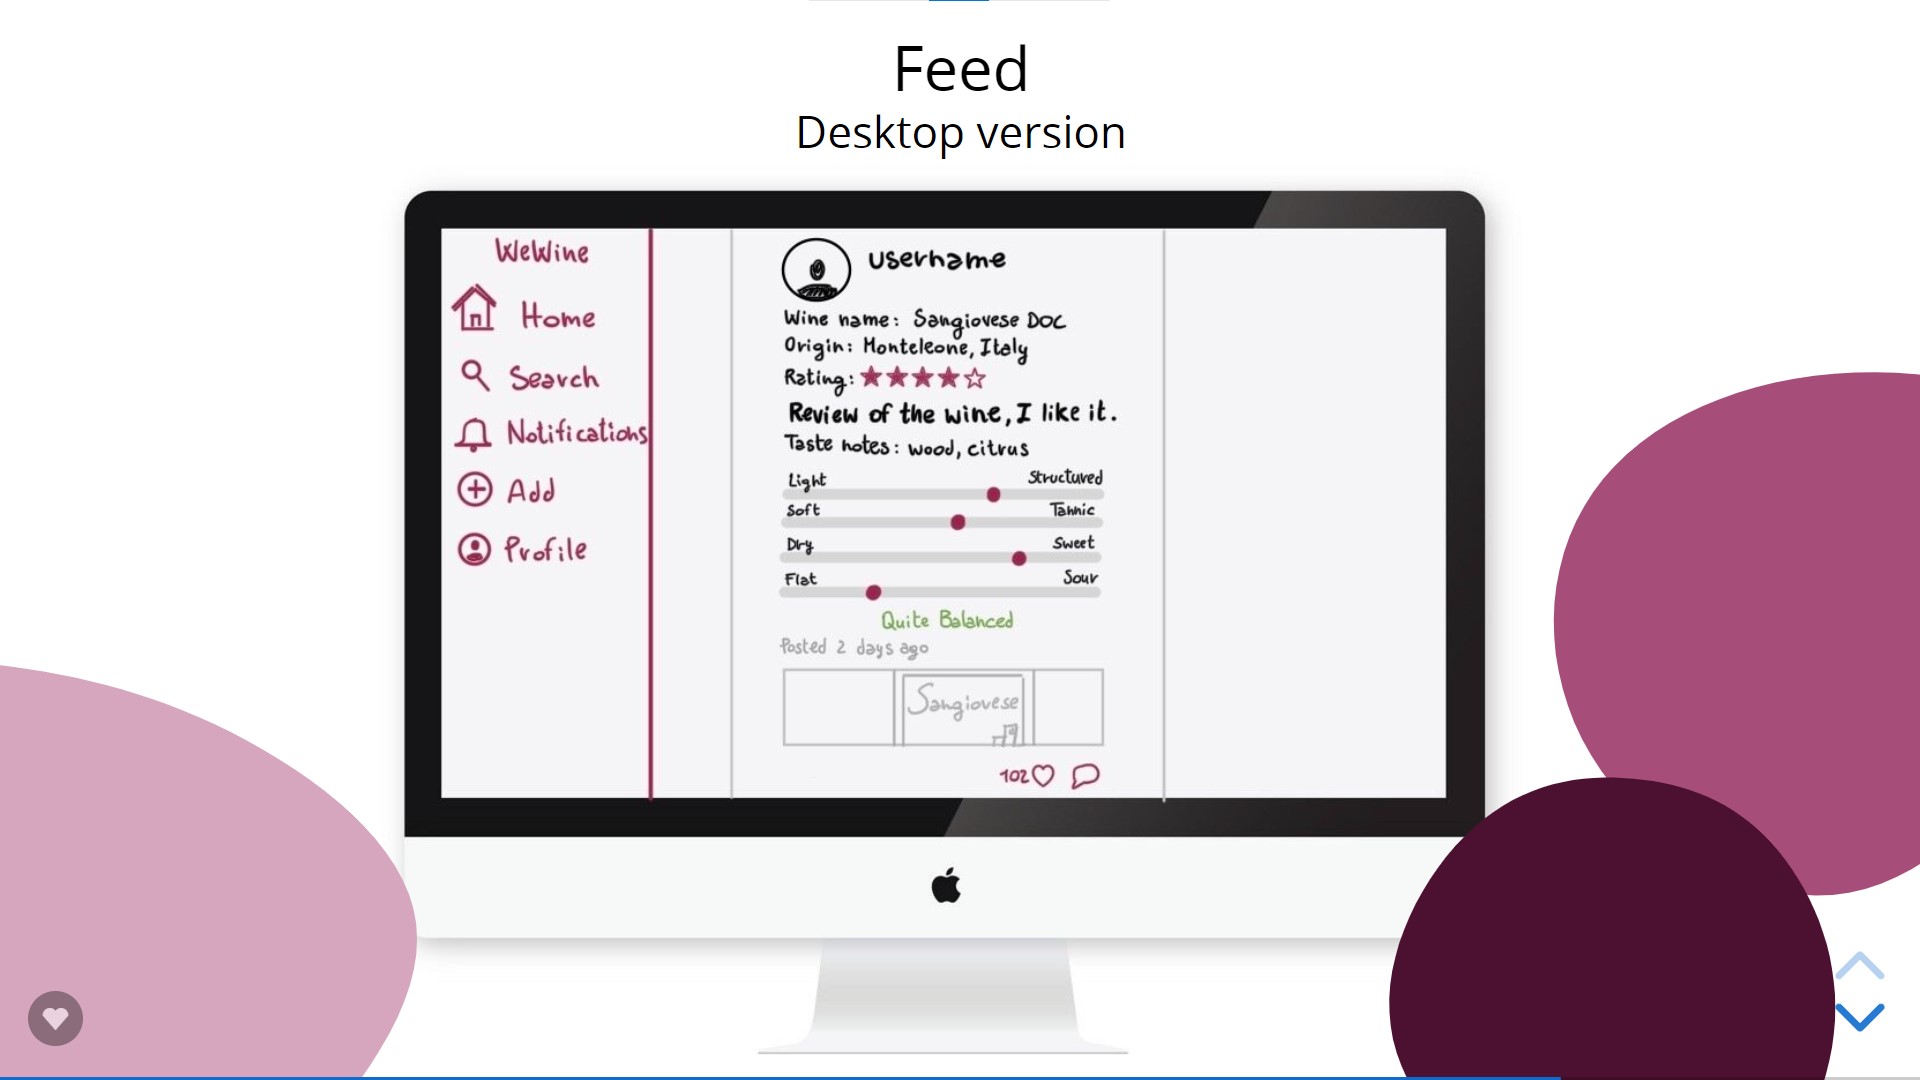 Feed
Desktop version
WeWine
Home
Search
Notifications
Add
Profile
username
Wine name: Sangiovese DOC
Origin: Monteleone, Italy
Rating:
Review of the wine, I like it.
Taste notes: wood, citrus
Light Structured
Soft Tannic
Dry Sweet
Flat Sour
Quite Balanced
Posted 2 days ago
Sangiovese
102